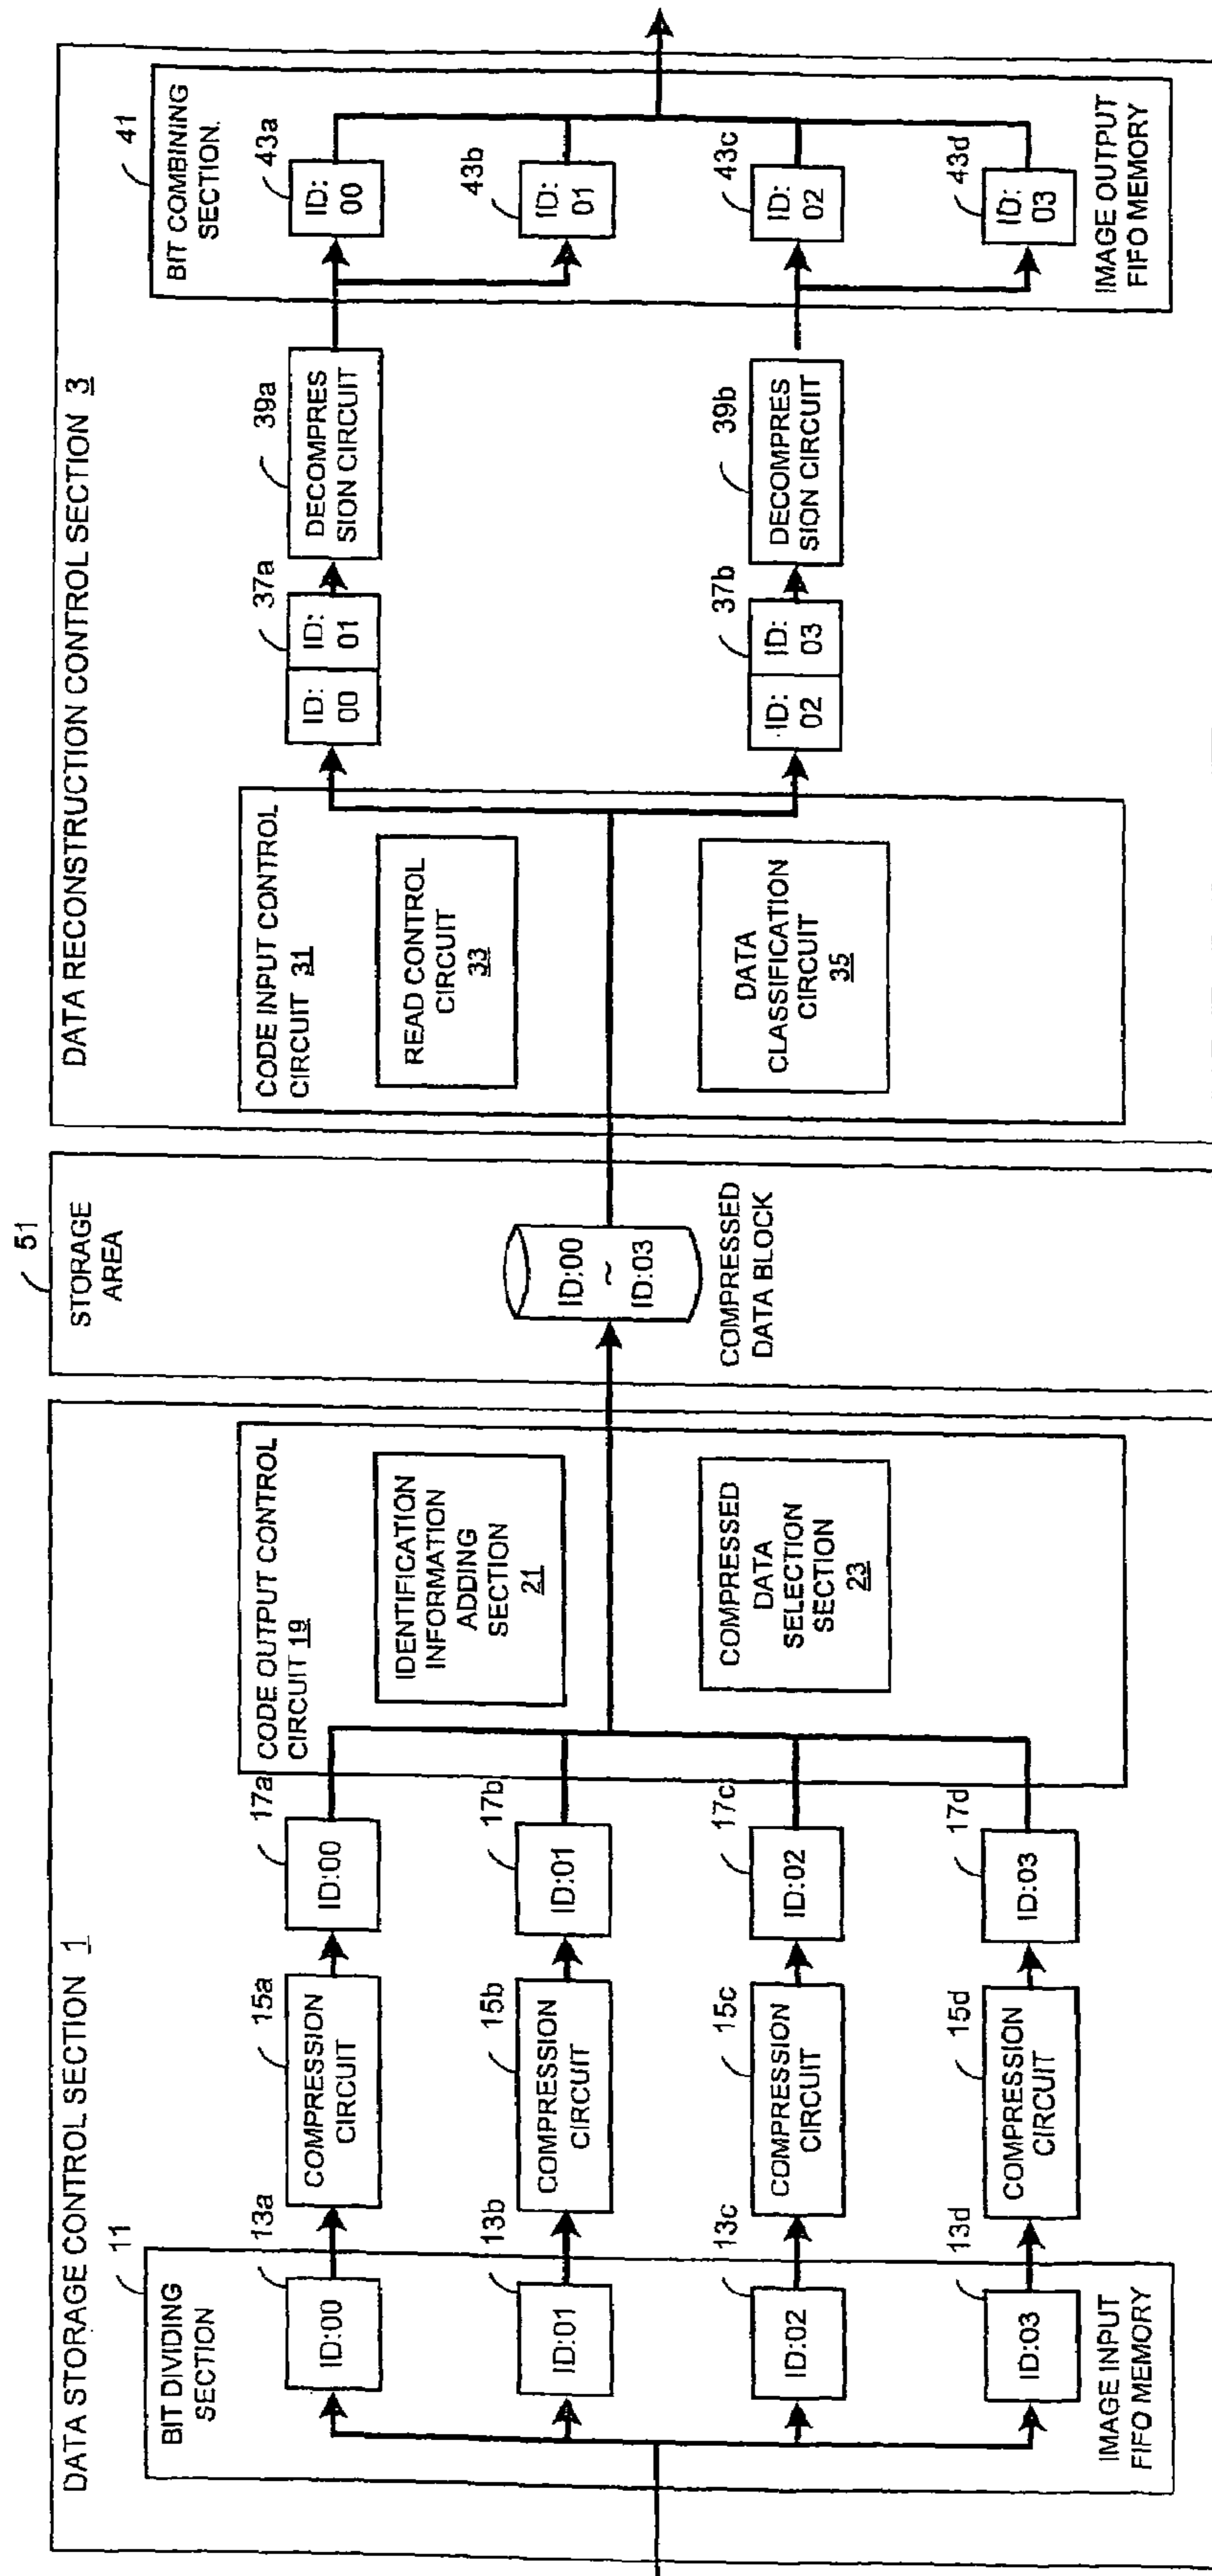 DATA STORAGE CONTROL SECTION 1
11
BIT DIVIDING
SECTION
13a
ID:00
13b
ID:01
13c
ID:02
13d
ID:03
IMAGE INPUT
FIFO MEMORY
15a
COMPRESSION
CIRCUIT
15b
COMPRESSION
CIRCUIT
15c
COMPRESSION
CIRCUIT
15d
COMPRESSION
CIRCUIT
17a
ID:00
17b
ID:01
17c
ID:02
17d
ID:03
CODE OUTPUT CONTROL
CIRCUIT 19
IDENTIFICATION
INFORMATION
ADDING
SECTION
21
COMPRESSED
DATA
SELECTION
SECTION
23
51
STORAGE
AREA
ID:00
~
ID:03
COMPRESSED
DATA BLOCK
DATA RECONSTRUCTION CONTROL SECTION 3
CODE INPUT CONTROL
CIRCUIT 31
READ CONTROL
CIRCUIT
33
DATA
CLASSIFICATION
CIRCUIT
35
37a
ID:
00
ID:
01
37b
ID:
02
ID:
03
39a
DECOMPRES
SION CIRCUIT
39b
DECOMPRES
SION CIRCUIT
41
BIT COMBINING
SECTION.
43a
ID:
00
43b
ID:
01
43c
ID:
02
43d
ID:
03
IMAGE OUTPUT
FIFO MEMORY